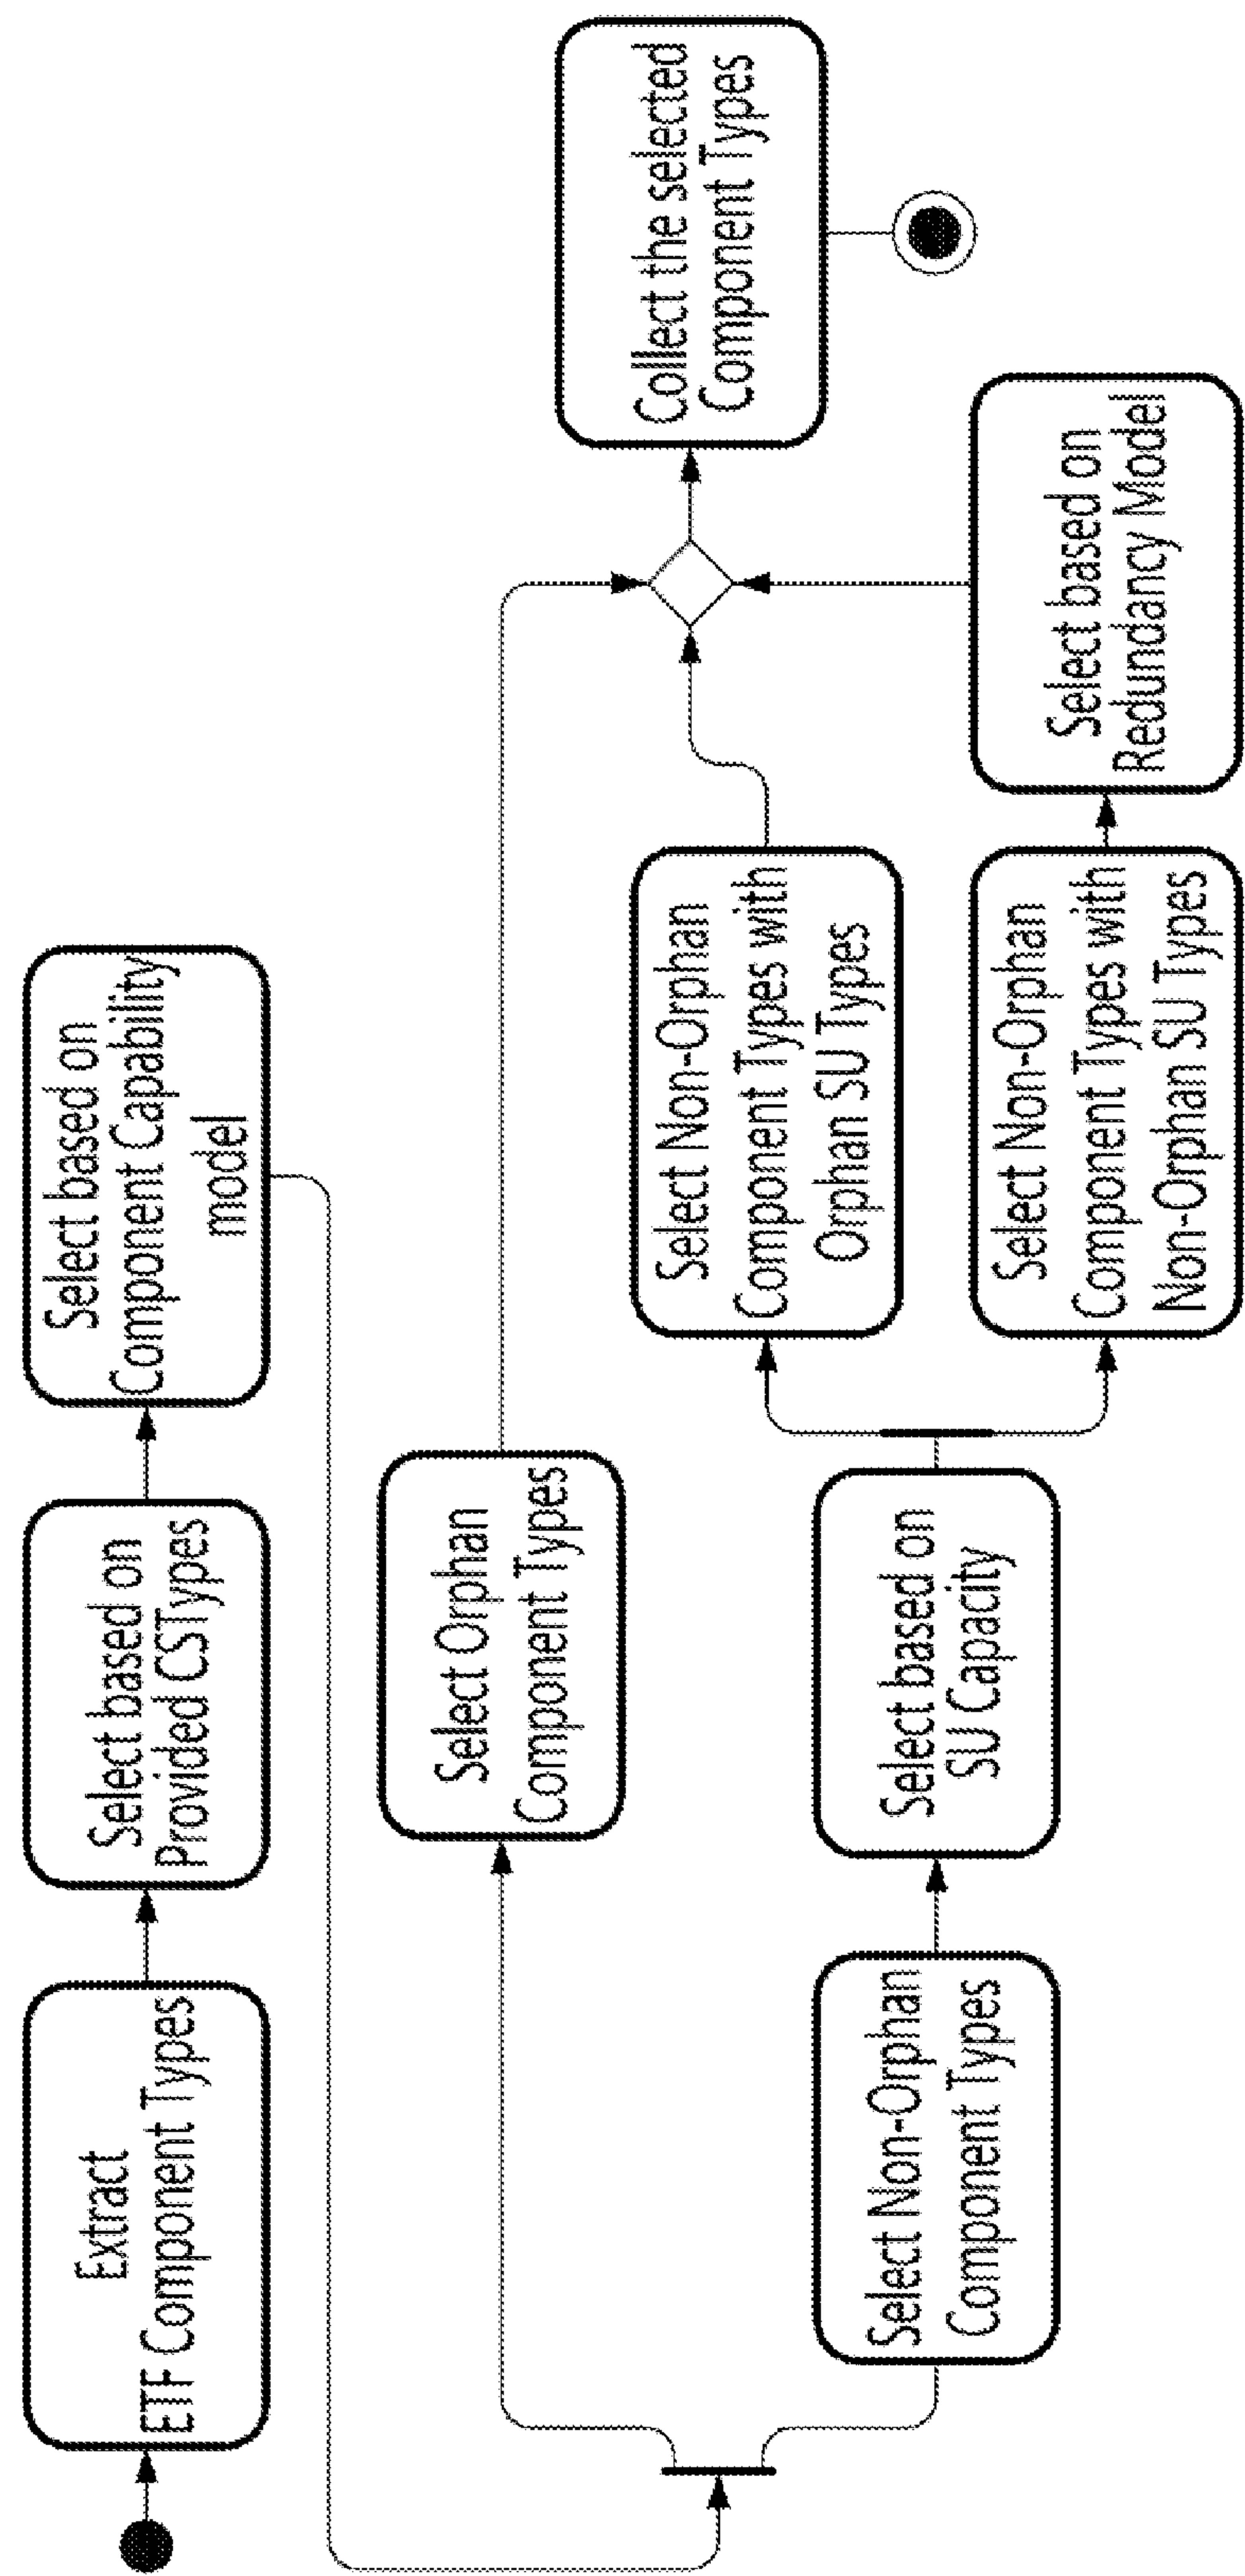 Extract
ETF Component Types
Select based on
Provided CSTypes
Select based on
Component Capability
model
Select Orphan
Component Types
Select Non-Orphan
Component Types
Select based on
SU Capacity
Select Non-Orphan
Component Types with
Orphan SU Types
Select Non-Orphan
Component Types with
Non-Orphan SU Types
Select based on
Redundancy Model
Collect the selected
Component Types